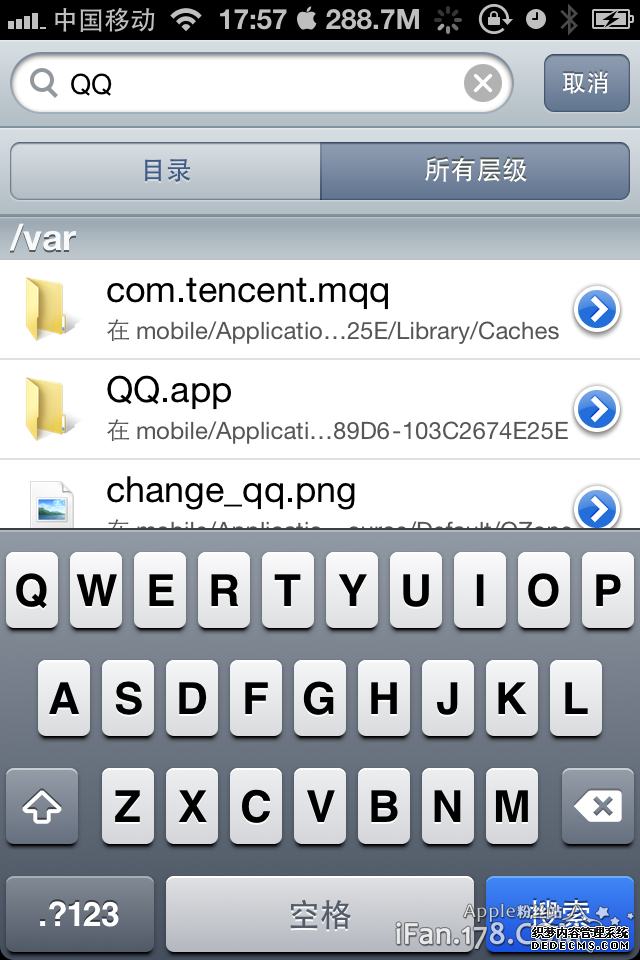 中国移动 17:57 288.7M
QQ
取消
目录 所有层级
/var
com.tencent.mqq
在 mobile/Applicatio...25E/Library/Caches
QQ.app
在 mobile/Applicati...89D6-103C2674E25E
change_qq.png
Q W E R T Y U I O P
A S D F G H J K L
Z X C V B N M
.?123 空格 搜索
Apple粉丝站
iFan.178.C
织梦内容管理系统
DEDECMS.COM